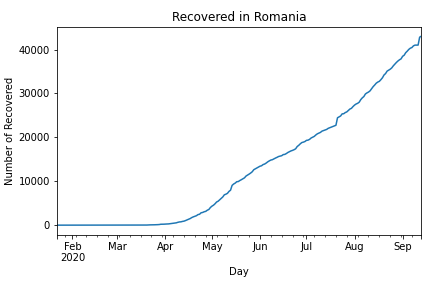 Recovered in Romania
Number of Recovered
40000
30000
20000
10000
0
Feb Mar Apr May Jun Jul Aug Sep
2020
Day